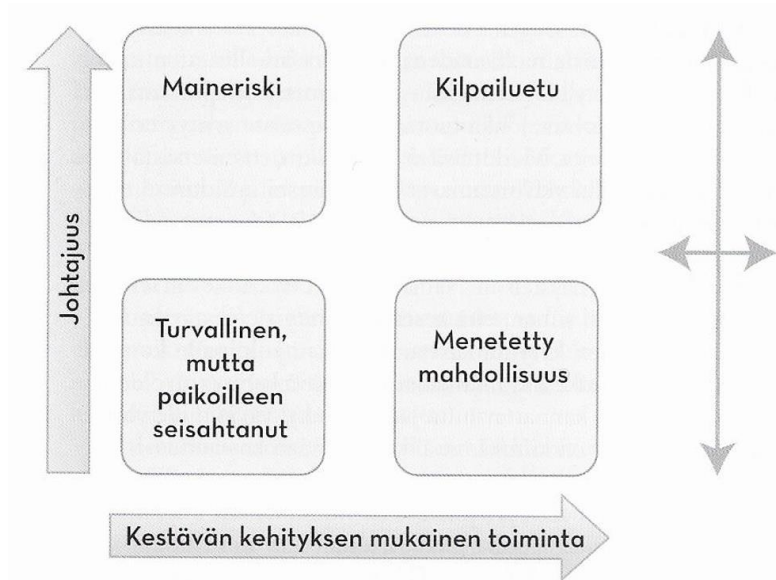 Maineriski
Kilpailuetu
Johtajuus
Turvallinen,
mutta
paikoilleen
seisahtanut
Menetetty
mahdollisuus
Kestävän kehityksen mukainen toiminta